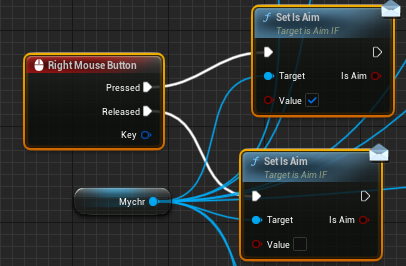 f Set Is Aim
Target is Aim IF
Target
Is Aim
Value
Right Mouse Button
Pressed
Released
Key
Mychr
f Set Is Aim
Target is Aim IF
Target
Is Aim
Value